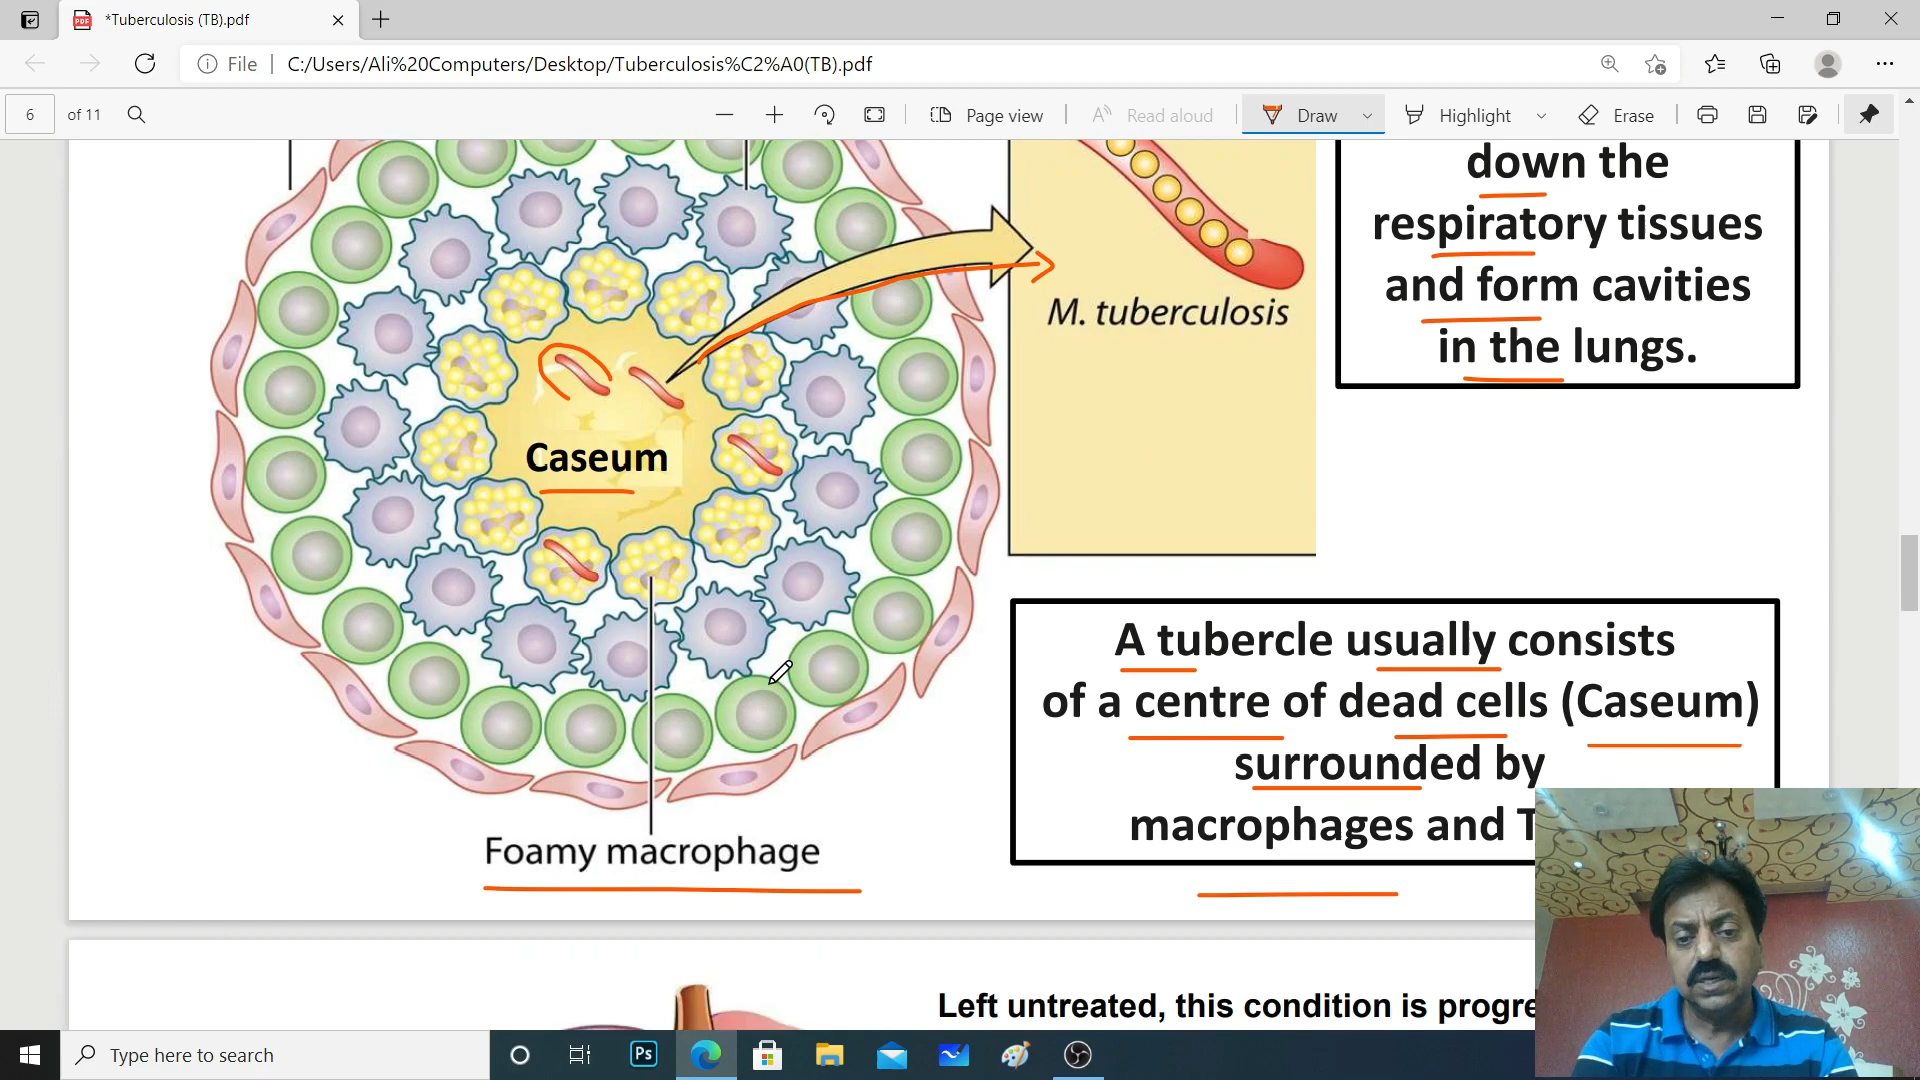 *Tuberculosis (TB).pdf
File
C:/Users/Ali%20Computers/Desktop/Tuberculosis%C2%A0(TB).pdf
6 of 11
Page view
Read aloud
Draw
Highlight
Erase
down the
respiratory tissues
and form cavities
in the lungs.
M. tuberculosis
Caseum
A tubercle usually consists
of a centre of dead cells (Caseum)
surrounded by
macrophages and T
Foamy macrophage
Left untreated, this condition is progre
Type here to search
Ps